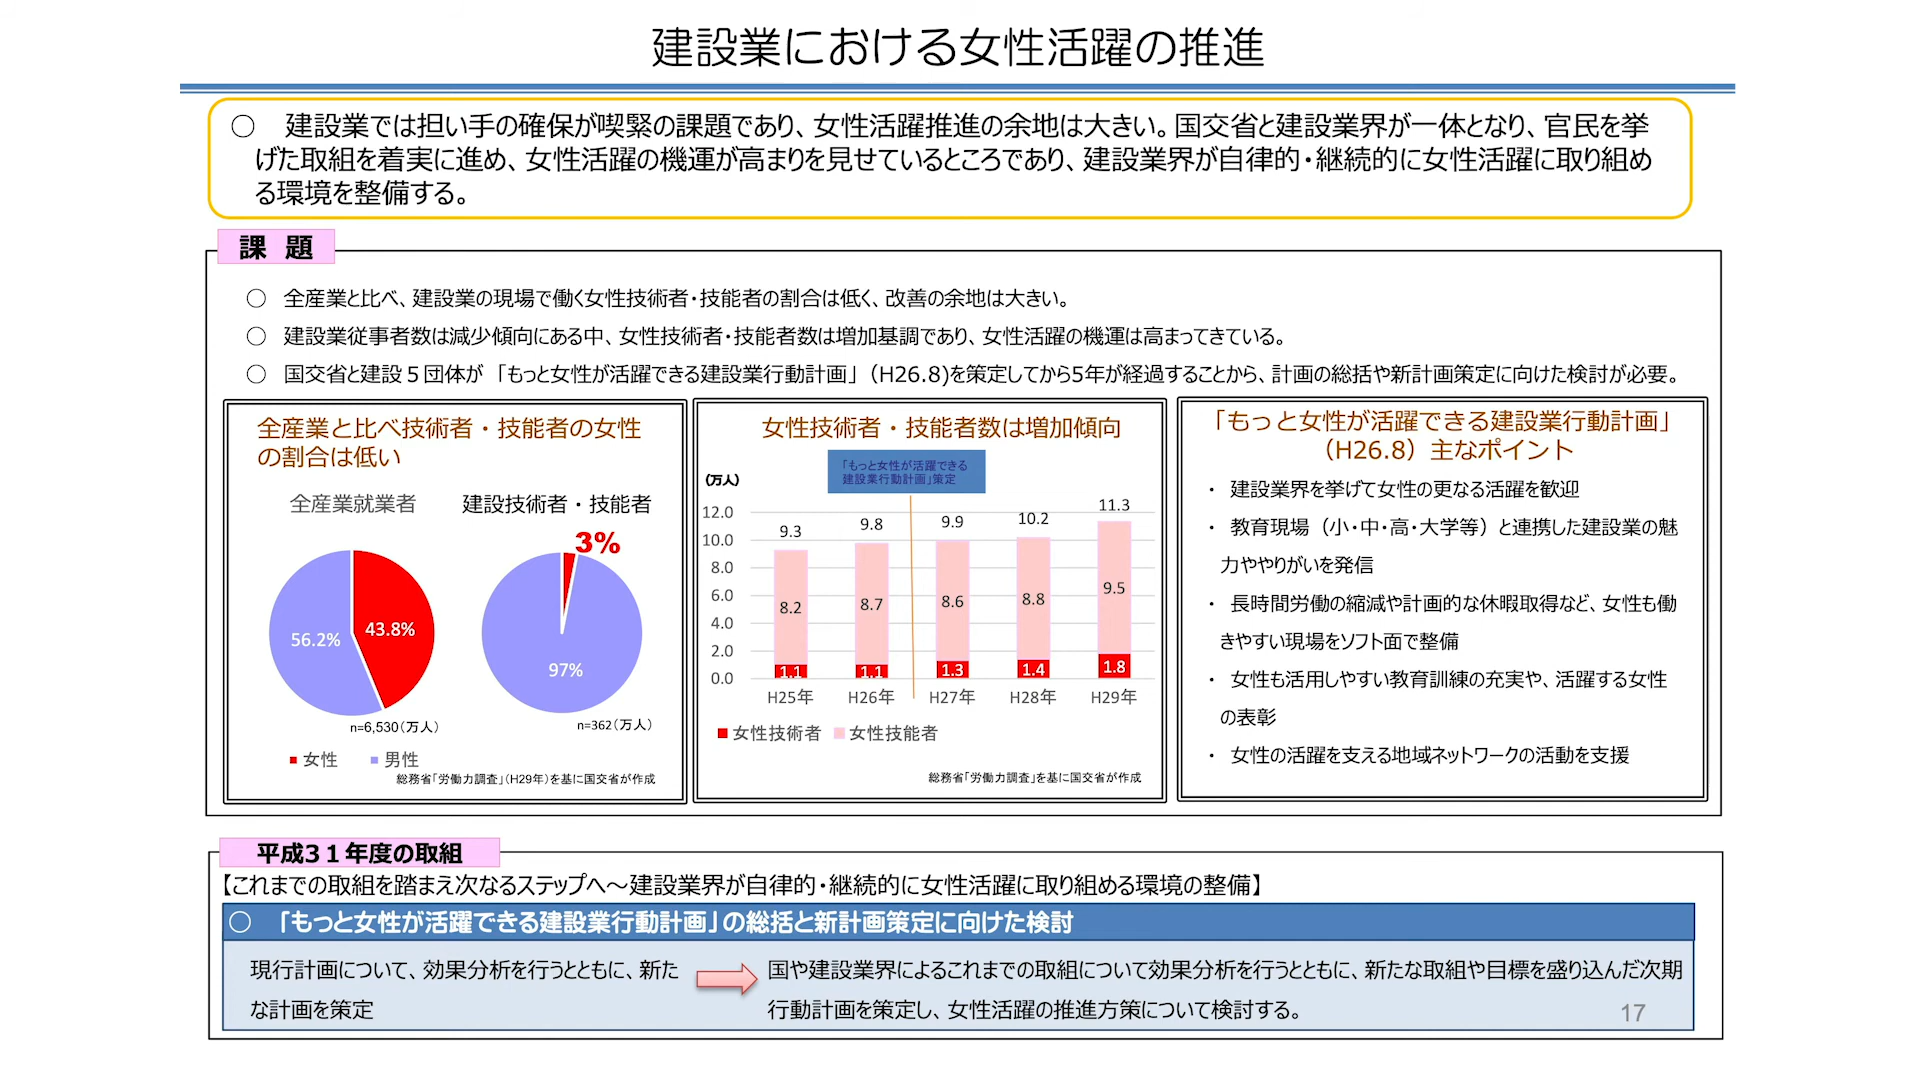 建設業における女性活躍の推進
○　建設業では担い手の確保が喫緊の課題であり、女性活躍推進の余地は大きい。国交省と建設業界が一体となり、官民を挙
げた取組を着実に進め、女性活躍の機運が高まりを見せているところであり、建設業界が自律的・継続的に女性活躍に取り組め
る環境を整備する。
課 題
○　全産業と比べ、建設業の現場で働く女性技術者・技能者の割合は低く、改善の余地は大きい。
○　建設業従事者数は減少傾向にある中、女性技術者・技能者数は増加基調であり、女性活躍の機運は高まってきている。
○　国交省と建設５団体が「もっと女性が活躍できる建設業行動計画」（H26.8)を策定してから5年が経過することから、計画の総括や新計画策定に向けた検討が必要。
全産業と比べ技術者・技能者の女性
の割合は低い
全産業就業者
建設技術者・技能者
3%
56.2%
43.8%
97%
n=6,530（万人）
n=362（万人）
女性
男性
総務省「労働力調査」（H29年）を基に国交省が作成
女性技術者・技能者数は増加傾向
「もっと女性が活躍できる
建設業行動計画」策定
(万人)
12.0
10.0
8.0
6.0
4.0
2.0
0.0
9.3
9.8
9.9
10.2
11.3
8.2
8.7
8.6
8.8
9.5
1.1
1.1
1.3
1.4
1.8
H25年
H26年
H27年
H28年
H29年
女性技術者
女性技能者
総務省「労働力調査」を基に国交省が作成
「もっと女性が活躍できる建設業行動計画」
（H26.8）主なポイント
・ 建設業界を挙げて女性の更なる活躍を歓迎
・ 教育現場（小・中・高・大学等）と連携した建設業の魅
力ややりがいを発信
・ 長時間労働の縮減や計画的な休暇取得など、女性も働
きやすい現場をソフト面で整備
・ 女性も活用しやすい教育訓練の充実や、活躍する女性
の表彰
・ 女性の活躍を支える地域ネットワークの活動を支援
平成３１年度の取組
【これまでの取組を踏まえ次なるステップへ～建設業界が自律的・継続的に女性活躍に取り組める環境の整備】
○　「もっと女性が活躍できる建設業行動計画」の総括と新計画策定に向けた検討
現行計画について、効果分析を行うとともに、新た
な計画を策定
国や建設業界によるこれまでの取組について効果分析を行うとともに、新たな取組や目標を盛り込んだ次期
行動計画を策定し、女性活躍の推進方策について検討する。
17